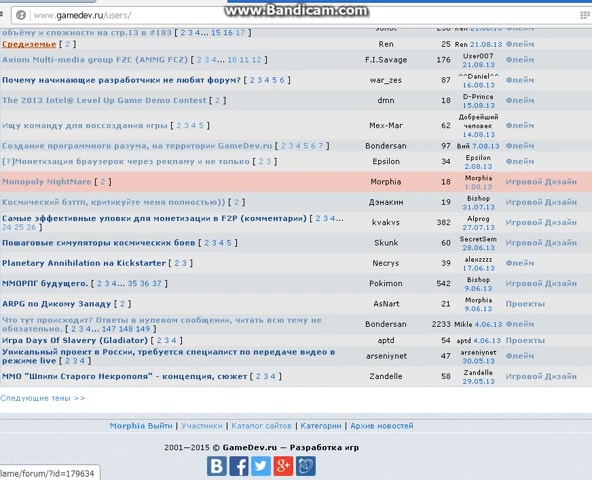 www.Bandicam.com
www.gamedev.ru/users/
объёму и сложности на стр.13 в #183 [ 2 3 4... 15 16 17 ]
Средиземье [ 2 ] Ren 25 Ren 21.08.13 Флейм
Axiom Multi-media group FZC (AMMG FCZ) [ 2 3 4... 10 11 12 ] F.I.Savage 176 User007 21.08.13 Флейм
Почему начинающие разработчики не любят форум? [ 2 3 4 5 6 ] war_zes 87 ^^Daniel^^ 16.08.13 Флейм
The 2013 Intel® Level Up Game Demo Contest [ 2 ] dmn 18 D-Prince 15.08.13 Флейм
Ищу команду для воссоздания игры [ 2 3 4 5 ] Mex-Mar 62 Добрейший человек 14.08.13 Флейм
Создание программного разума, на территории GameDev.ru [ 2 3 4 5 6 7 ] Bondersan 97 Вий 7.08.13 Флейм
[?]Монетизация браузерок через рекламу и не только [ 2 3 ] Epsilon 34 Epsilon 2.08.13 Флейм
Monopoly NightMare [ 2 ] Morphia 18 Morphia 1.08.13 Игровой Дизайн
Космический бэттл, критикуйте меня полностью)) [ 2 ] Дэнакин 19 Bishop 31.07.13 Игровой Дизайн
Самые эффективные уловки для монетизации в F2P (комментарии) [ 2 3 4... 24 25 26 ] kvakvs 382 Alprog 27.07.13 Игровой Дизайн
Пошаговые симуляторы космических боев [ 2 3 4 5 ] Skunk 60 SecretSem 28.06.13 Игровой Дизайн
Planetary Annihilation на Kickstarter [ 2 3 ] Necrys 39 alexzzzz 17.06.13 Флейм
ММОРПГ будущего. [ 2 3 4... 35 36 37 ] Pokimon 542 Bishop 9.06.13 Игровой Дизайн
ARPG по Дикому Западу [ 2 ] AsNart 21 Morphia 9.06.13 Проекты
Что тут происходит? Ответы в нулевом сообщении, читать всю тему не обязательно. [ 2 3 4... 147 148 149 ] Bondersan 2233 Mikle 4.06.13 Флейм
Игра Days Of Slavery (Gladiator) [ 2 3 4 ] aptd 54 aptd 4.06.13 Проекты
Уникальный проект в России, требуется специалист по передаче видео в режиме live [ 2 3 4 ] arseniynet 47 arseniynet 30.05.13 Флейм
ММО "Шпили Старого Некрополя" - концепция, сюжет [ 2 3 4 ] Zandelle 58 Zandelle 29.05.13 Игровой Дизайн
Следующие темы >>
Morphia Выйти | Участники | Каталог сайтов | Категории | Архив новостей
2001—2015 © GameDev.ru — Разработка игр
lame/forum/?id=179634